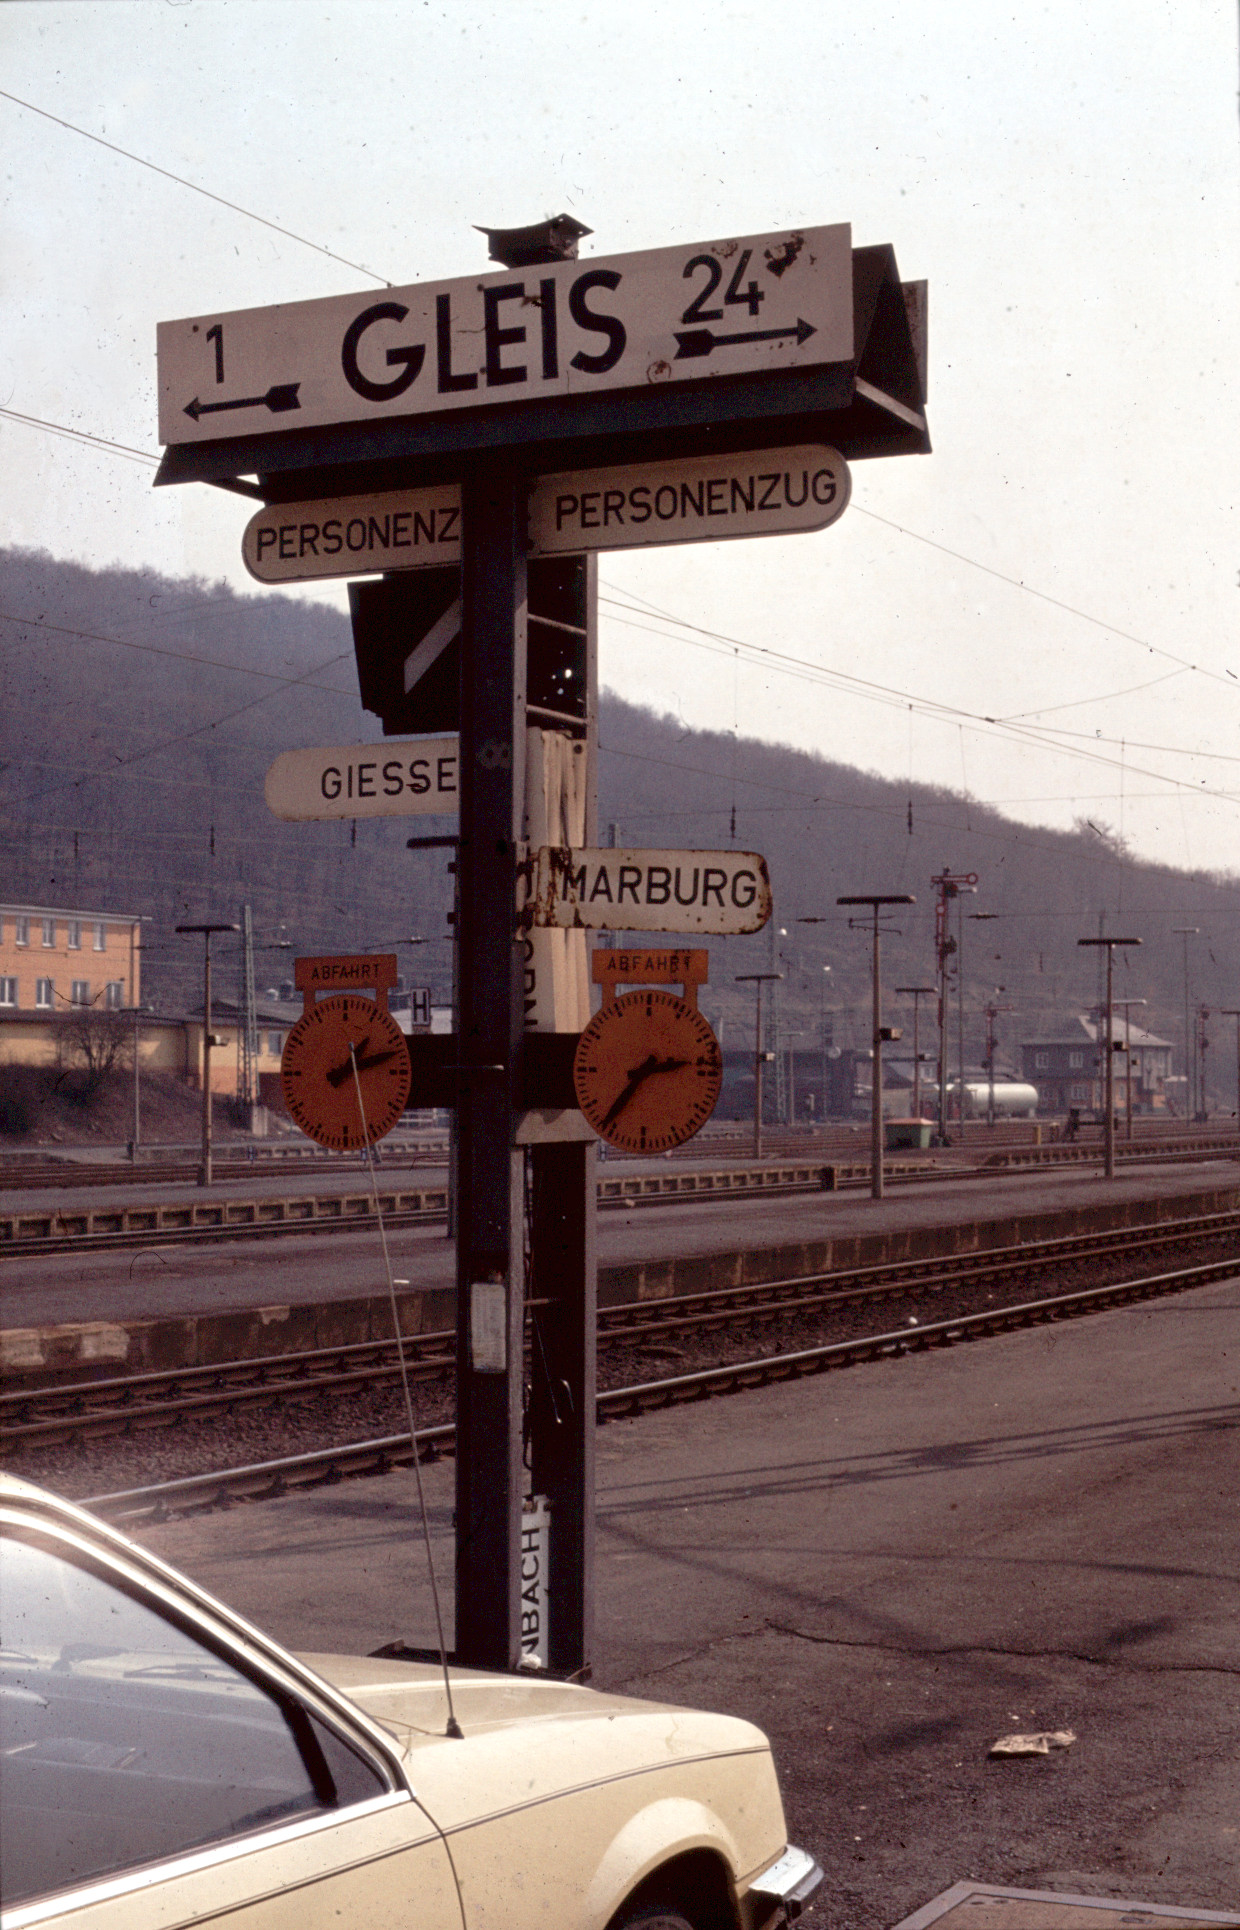 1 GLEIS 24
PERSONENZ
PERSONENZUG
GIESSE
MARBURG
ABFAHRT
ABFAHRT
H
NBACH